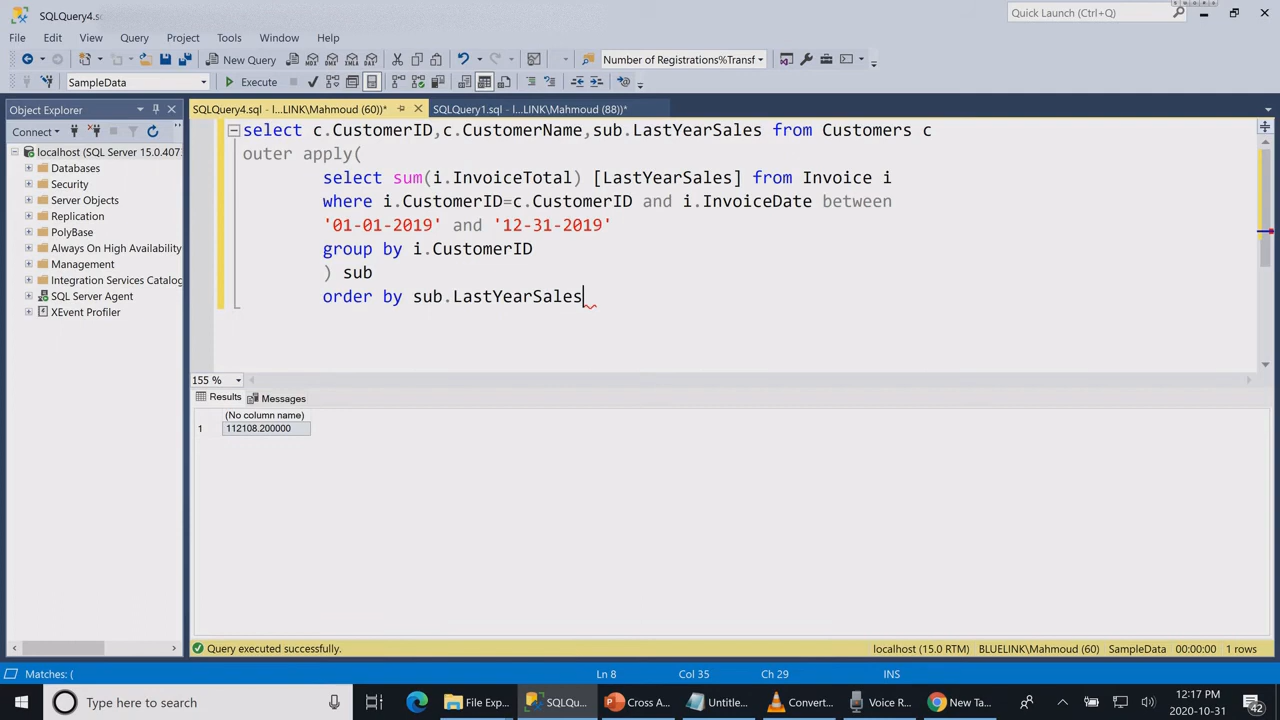 SQLQuery4.s
Quick Launch (Ctrl+Q)
File Edit View Query Project Tools Window Help
New Query
MDX DMX XMLA DAX
Number of Registrations%Transf
SampleData
Execute
Object Explorer
SQLQuery4.sql - l...LINK\Mahmoud (60))*
SQLQuery1.sql - l...LINK\Mahmoud (88))*
Connect
localhost (SQL Server 15.0.407
Databases
Security
Server Objects
Replication
PolyBase
Always On High Availability
Management
Integration Services Catalog
SQL Server Agent
XEvent Profiler
select c.CustomerID,c.CustomerName,sub.LastYearSales from Customers c
outer apply(
select sum(i.InvoiceTotal) [LastYearSales] from Invoice i
where i.CustomerID=c.CustomerID and i.InvoiceDate between
'01-01-2019' and '12-31-2019'
group by i.CustomerID
) sub
order by sub.LastYearSales
155 %
Results Messages
(No column name)
1 112108.200000
Query executed successfully.
localhost (15.0 RTM) BLUELINK\Mahmoud (60) SampleData 00:00:00 1 rows
Matches: (
Ln 8 Col 35 Ch 29 INS
Type here to search
File Exp...
SQLQu...
Cross A...
Untitle...
Convert...
Voice R...
New Ta...
12:17 PM
2020-10-31
42